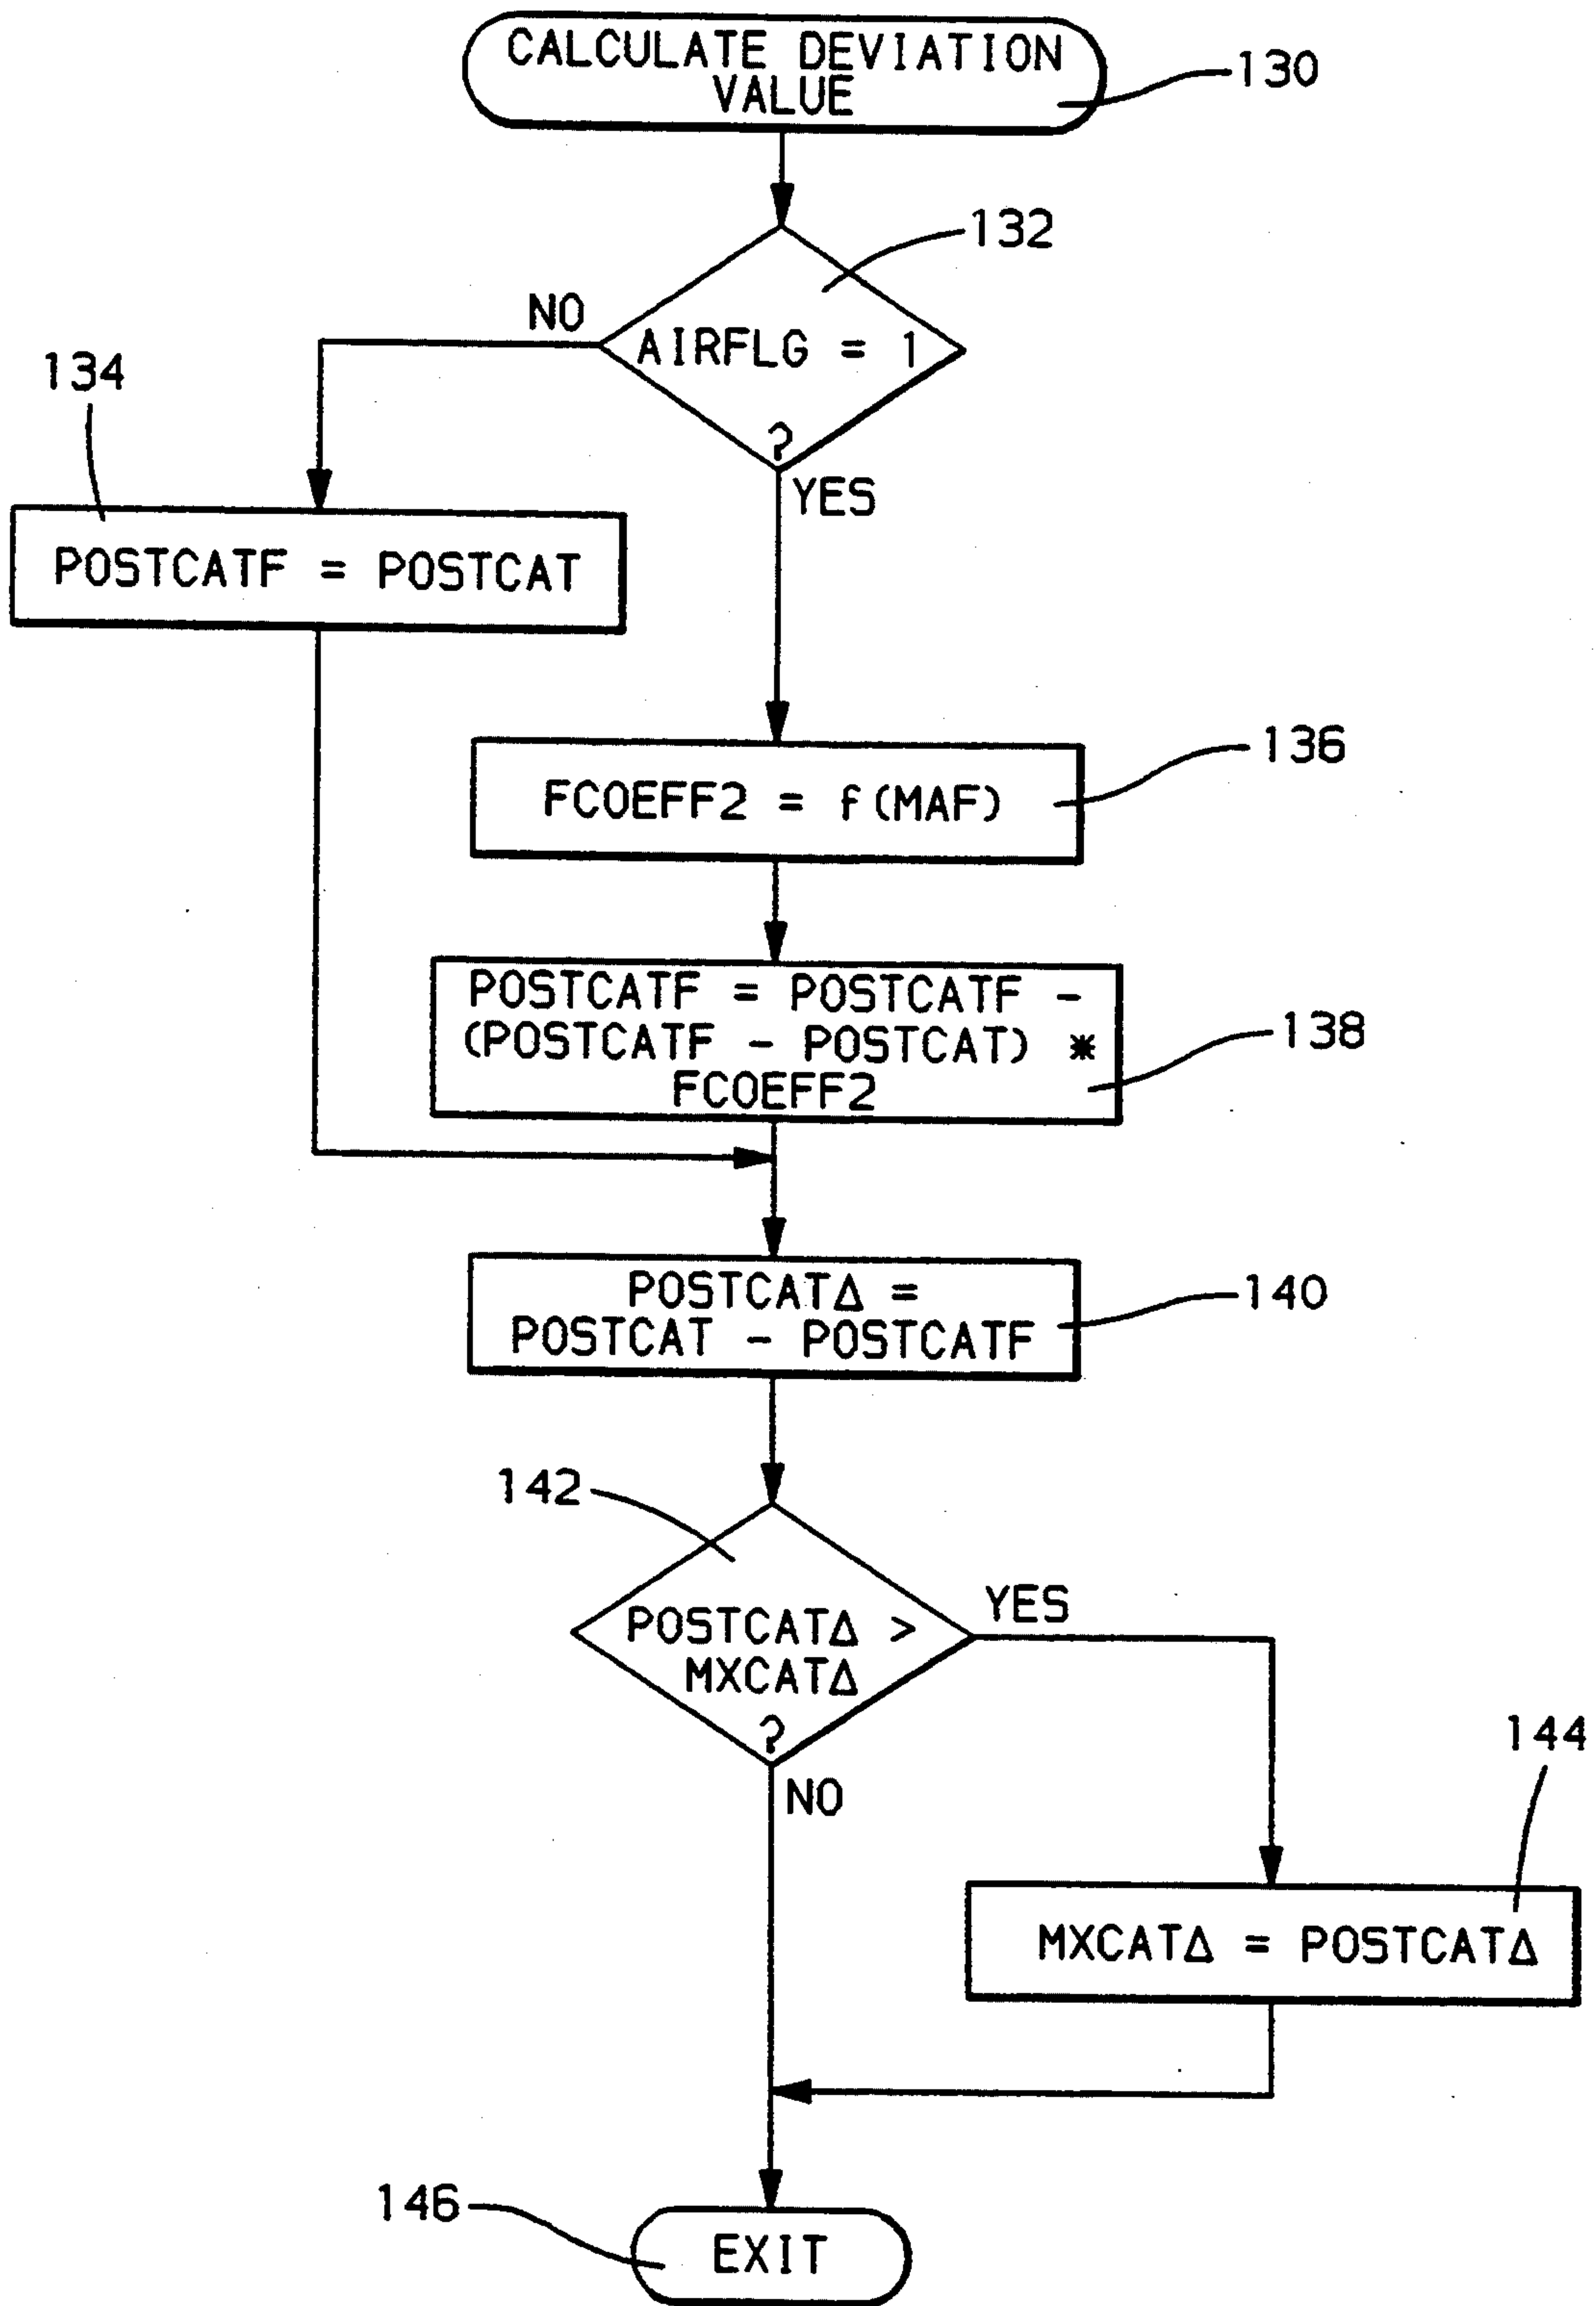 CALCULATE DEVIATION
VALUE
130
132
NO
AIRFLG = 1
?
134
YES
POSTCATF = POSTCAT
136
FCOEFF2 = f(MAF)
POSTCATF = POSTCATF -
(POSTCATF - POSTCAT) *
FCOEFF2
138
POSTCATΔ =
POSTCAT - POSTCATF
140
142
YES
POSTCATΔ >
MXCATΔ
?
NO
144
MXCATΔ = POSTCATΔ
146
EXIT